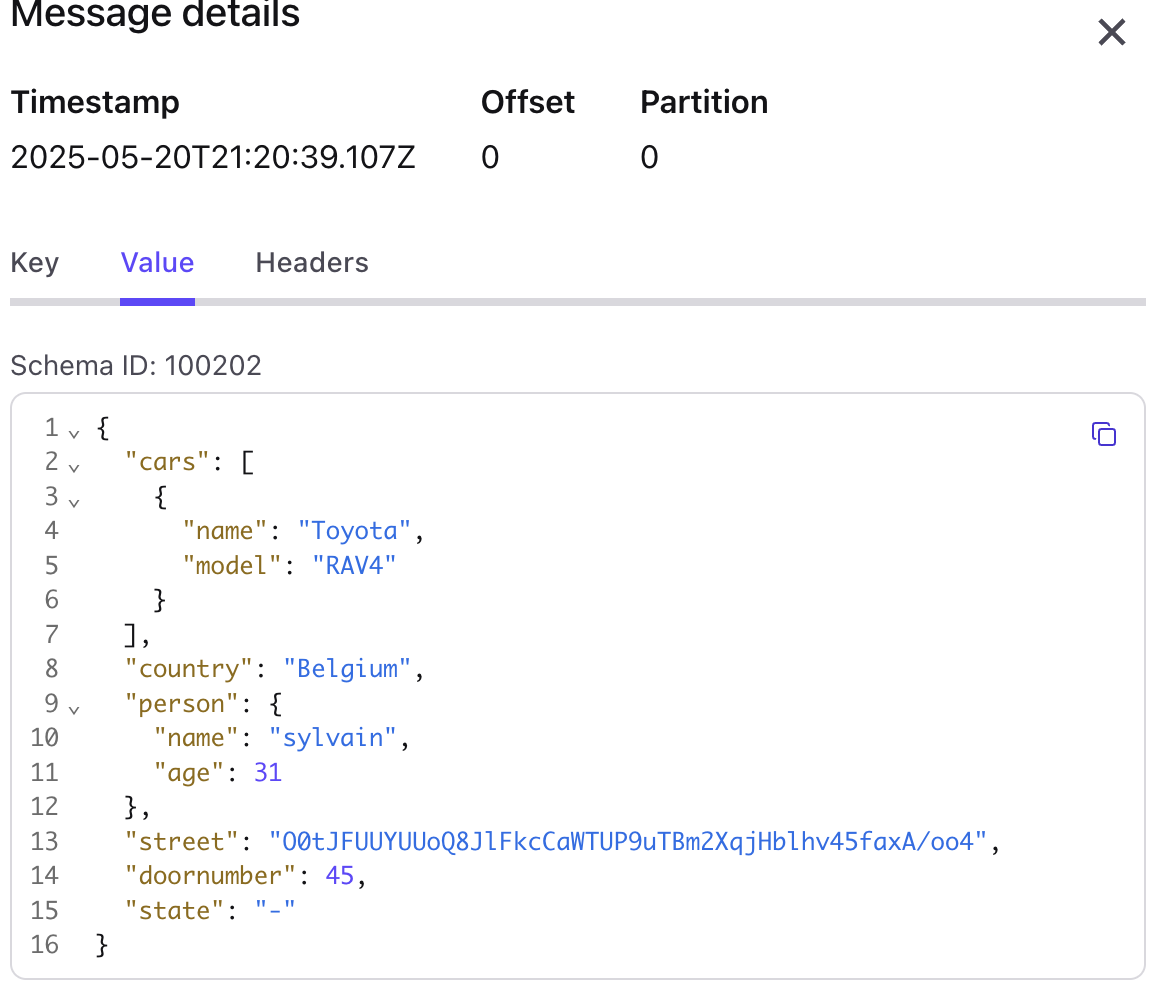 Message details
Timestamp Offset Partition
2025-05-20T21:20:39.107Z 0 0
Key Value Headers
Schema ID: 100202
1 {
2 "cars": [
3 {
4 "name": "Toyota",
5 "model": "RAV4"
6 }
7 ],
8 "country": "Belgium",
9 "person": {
10 "name": "sylvain",
11 "age": 31
12 },
13 "street": "O0tJFUUYUUoQ8JlFkcCaWTUP9uTBm2XqjHblhv45faxA/oo4",
14 "doornumber": 45,
15 "state": "-"
16 }